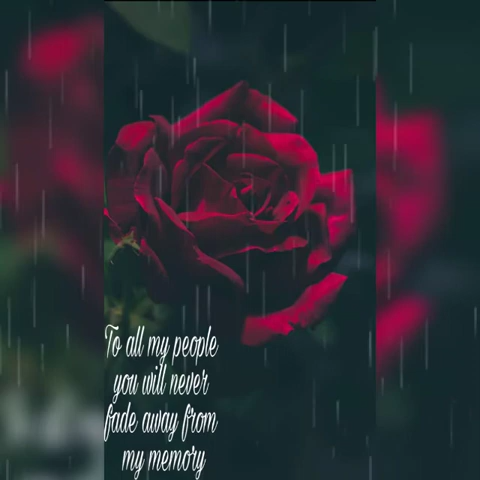 To all my people
you will never
fade away from
my memory